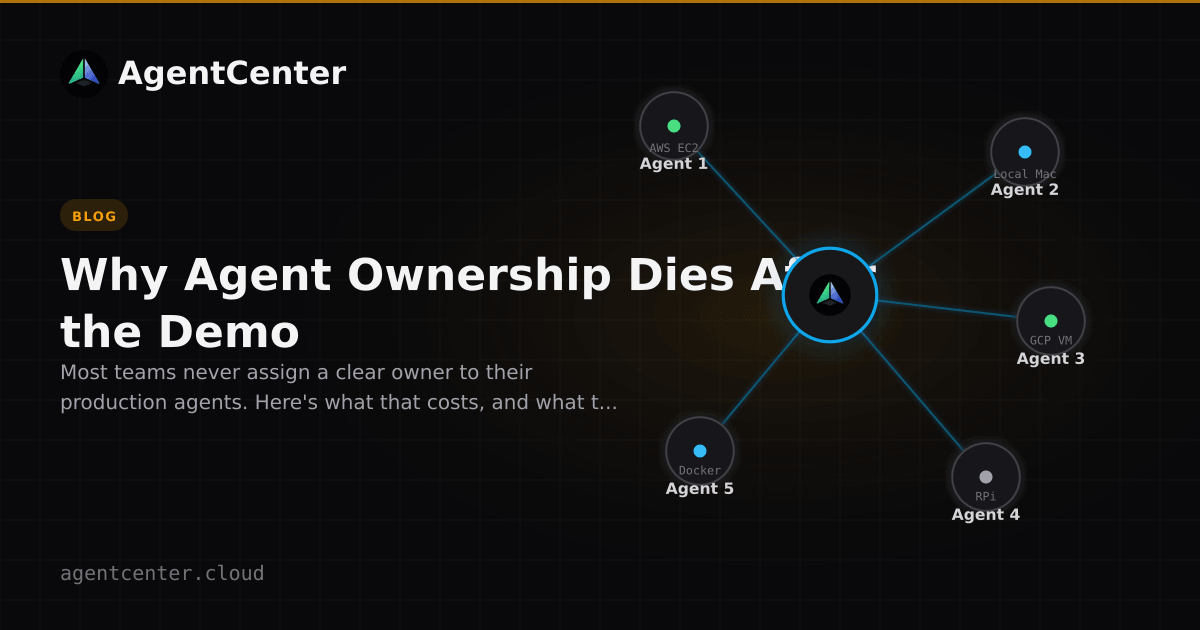 AgentCenter
BLOG
Why Agent Ownership Dies A r
the Demo
Most teams never assign a clear owner to their
production agents. Here's what that costs, and what t...
agentcenter.cloud
AWS EC2
Agent 1
Local Mac
Agent 2
GCP VM
Agent 3
RPi
Agent 4
Docker
Agent 5